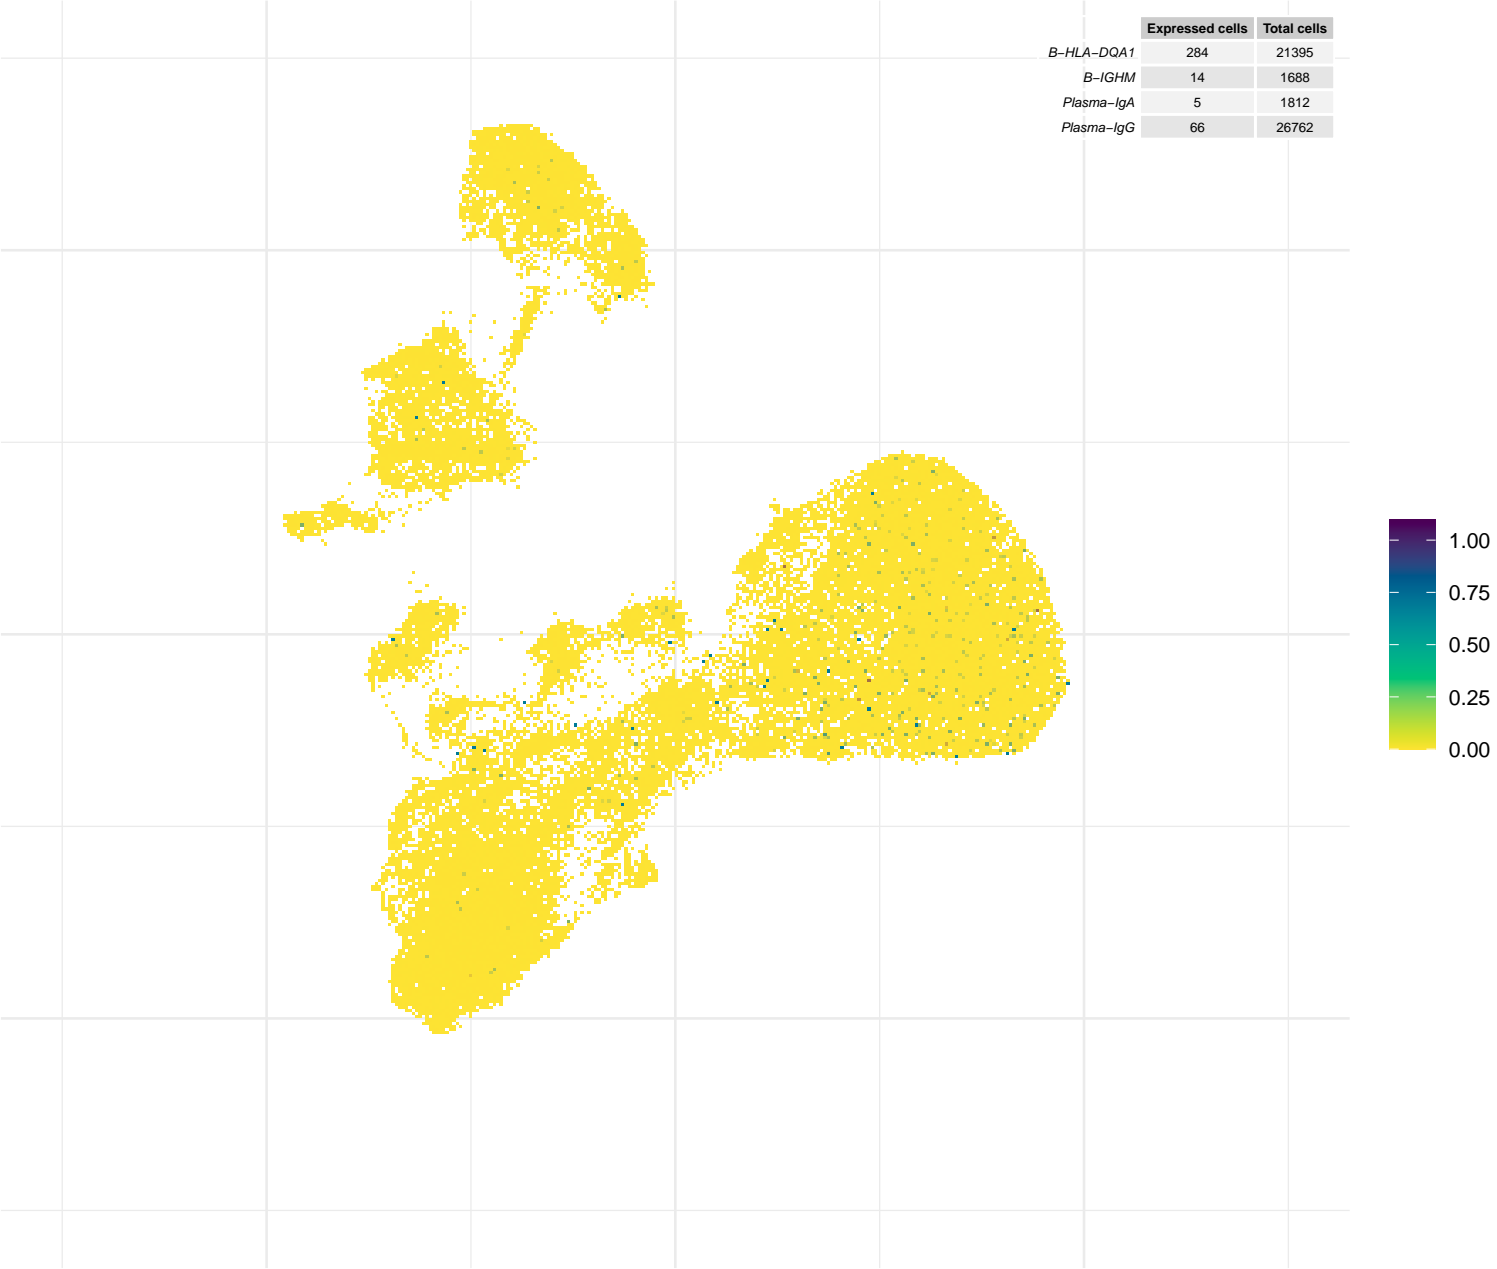 Expressed cells Total cells
B−HLA−DQA1 284 21395
B−IGHM 14 1688
Plasma−IgA 5 1812
Plasma−IgG 66 26762
1.00
0.75
0.50
0.25
0.00